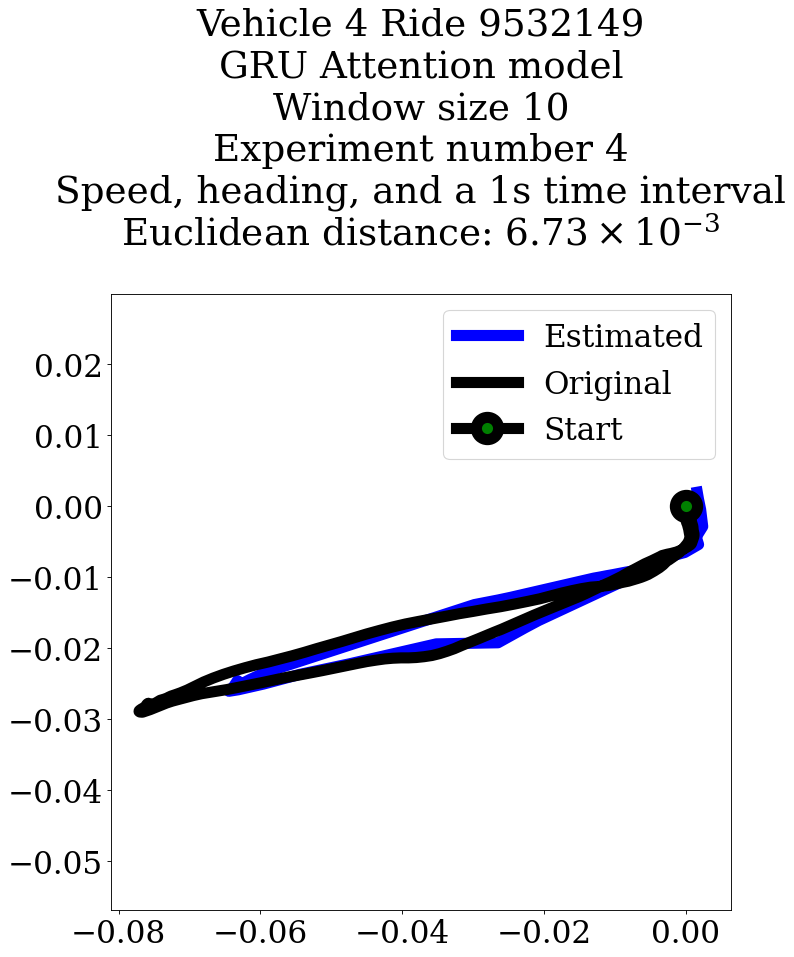 Vehicle 4 Ride 9532149
GRU Attention model
Window size 10
Experiment number 4
Speed, heading, and a 1s time interval
Euclidean distance: 6.73 × 10⁻³
Estimated
Original
Start
0.02
0.01
0.00
−0.01
−0.02
−0.03
−0.04
−0.05
−0.08 −0.06 −0.04 −0.02 0.00